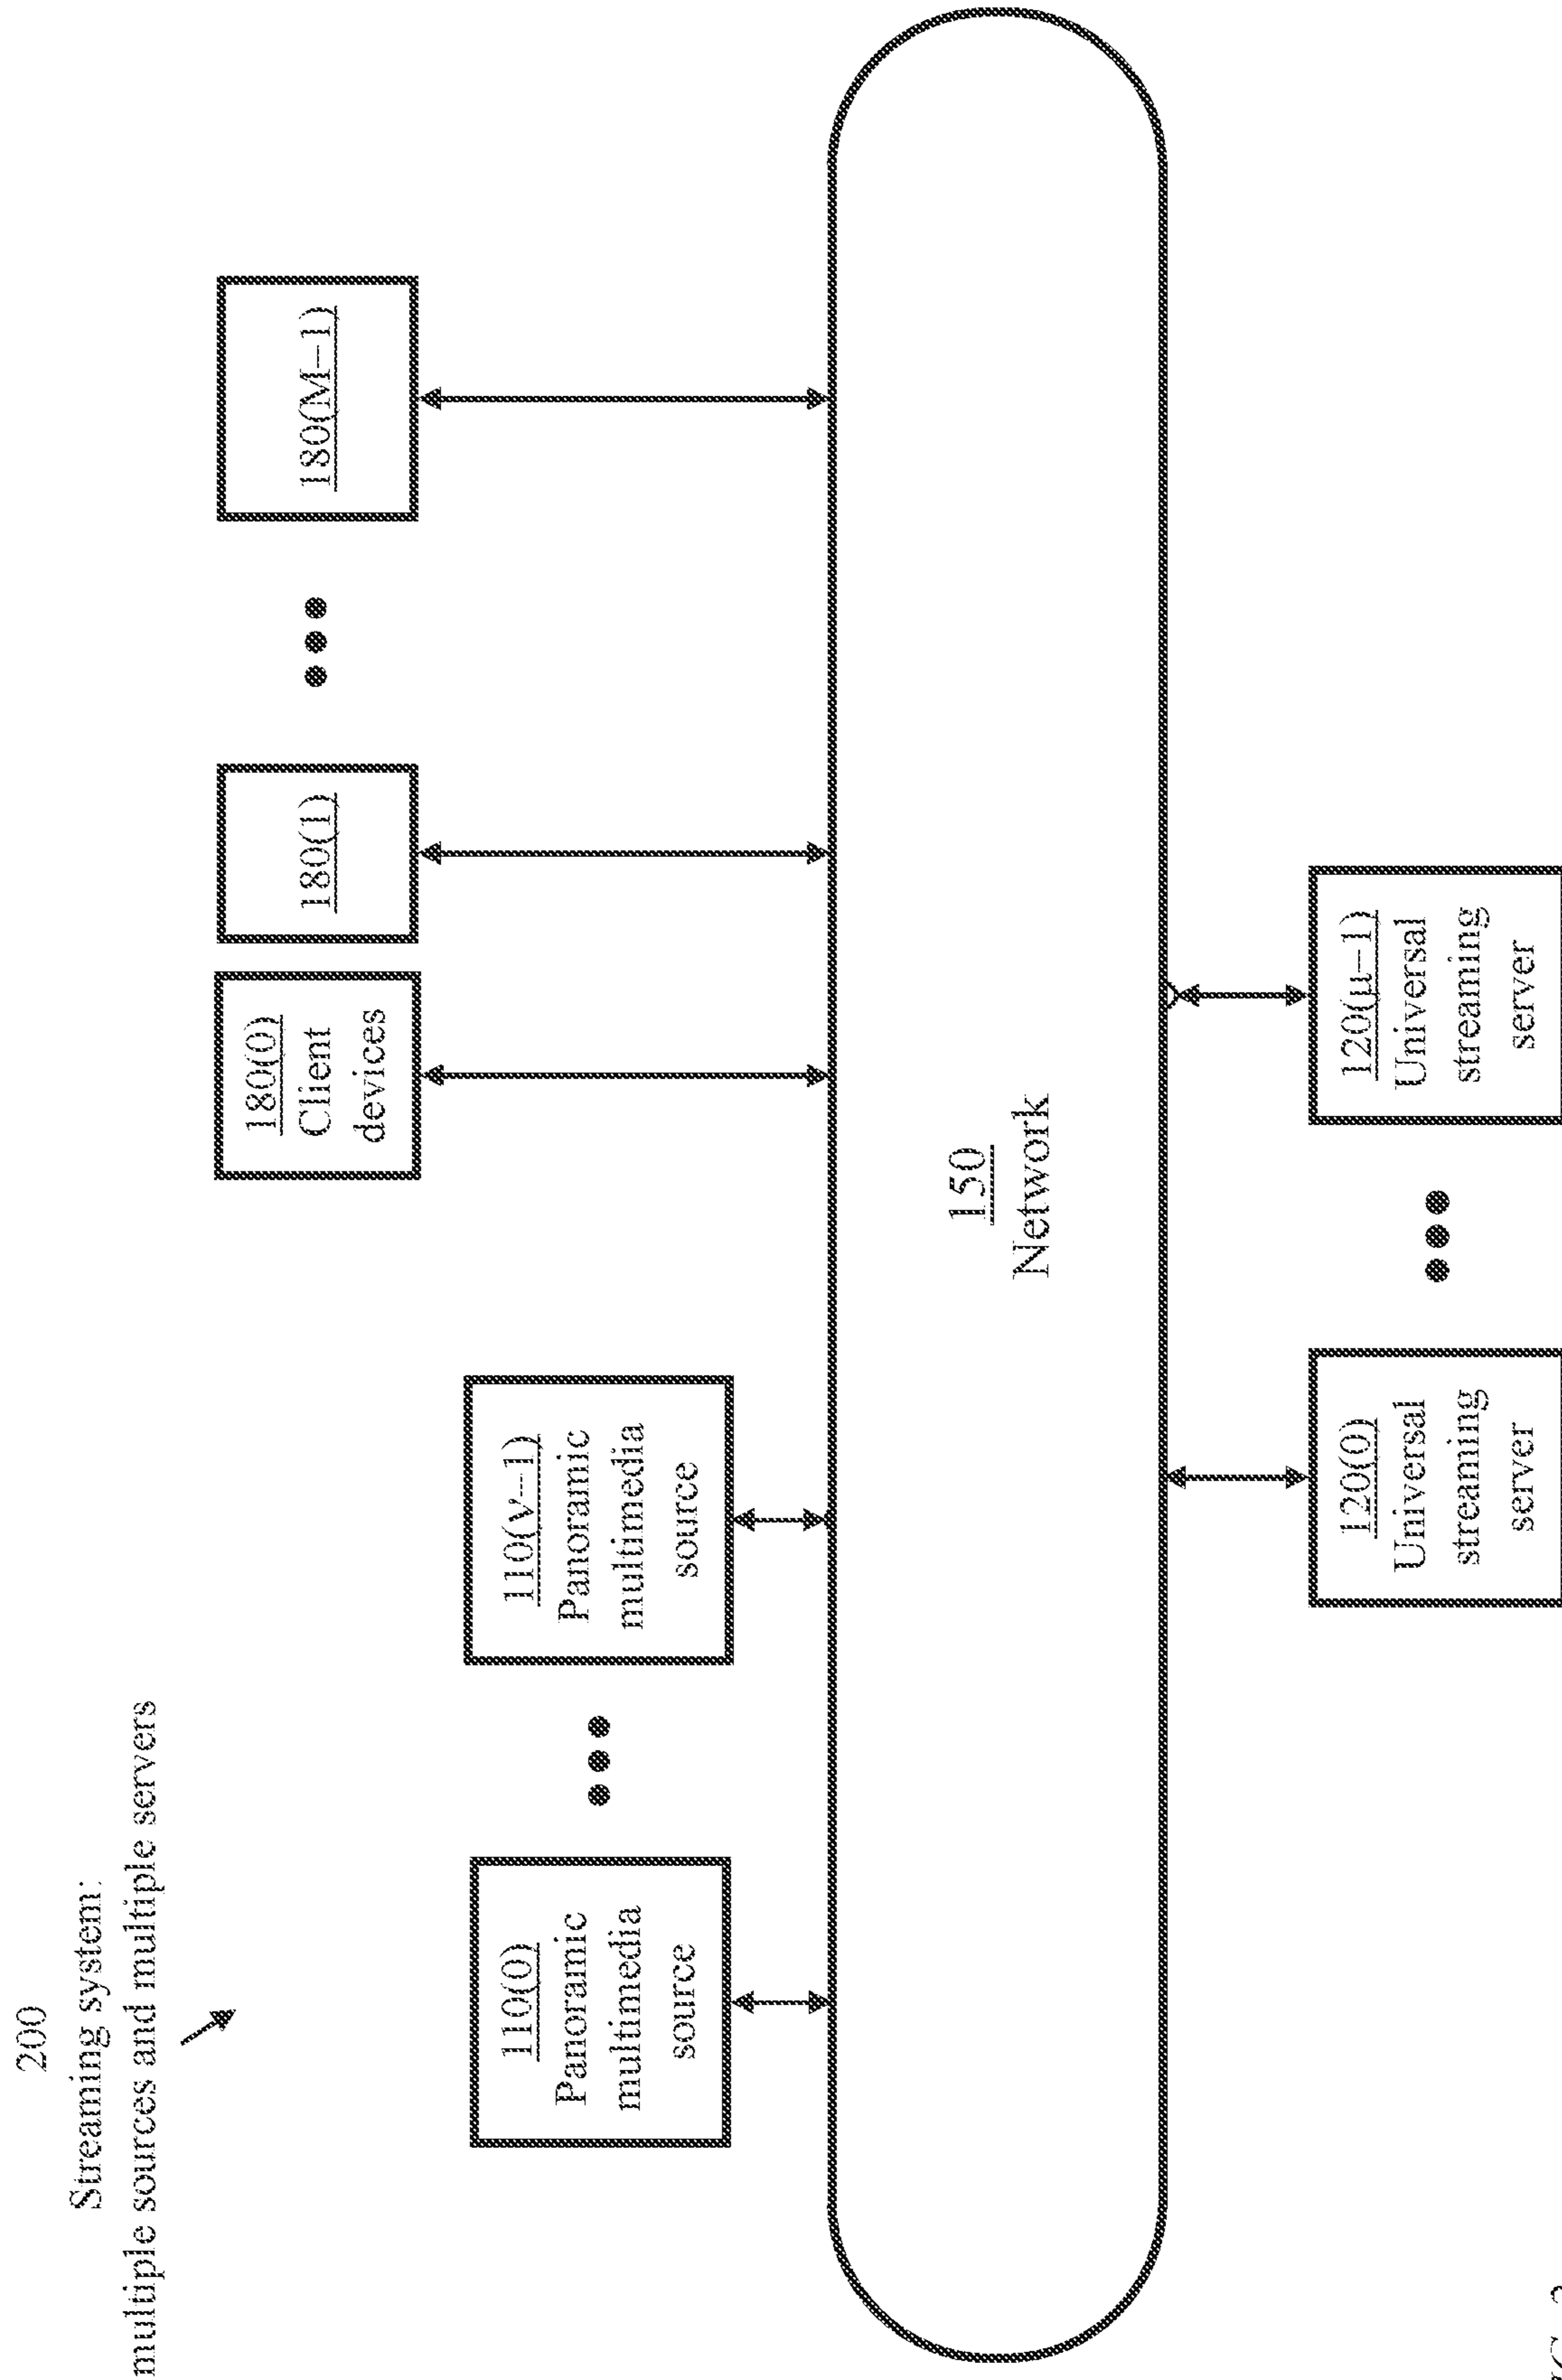 200
Streaming system:
multiple sources and multiple servers
180(0)
Client
devices
180(1)
180(M−1)
110(0)
Panoramic
multimedia
source
110(ν−1)
Panoramic
multimedia
source
150
Network
120(0)
Universal
streaming
server
120(μ−1)
Universal
streaming
server